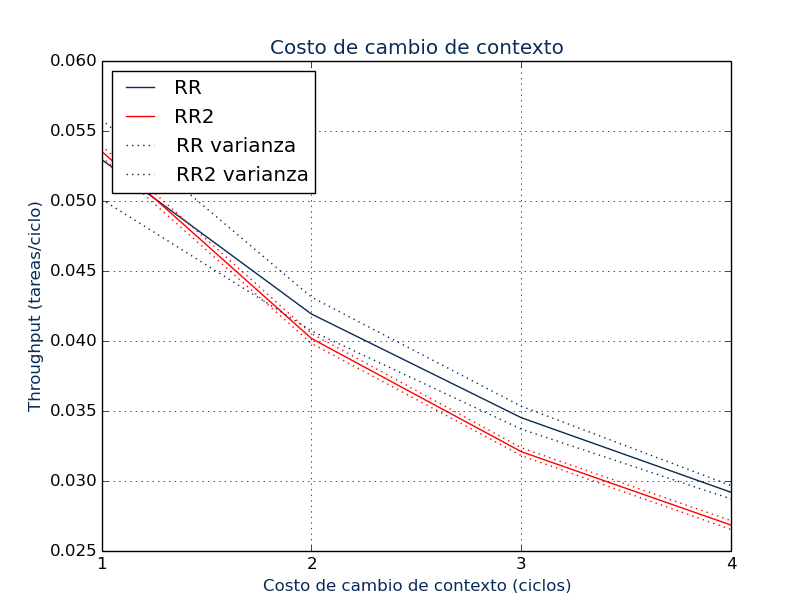 Costo de cambio de contexto
0.060
0.055
0.050
0.045
0.040
0.035
0.030
0.025
Throughput (tareas/ciclo)
RR
RR2
RR varianza
RR2 varianza
1 2 3 4
Costo de cambio de contexto (ciclos)